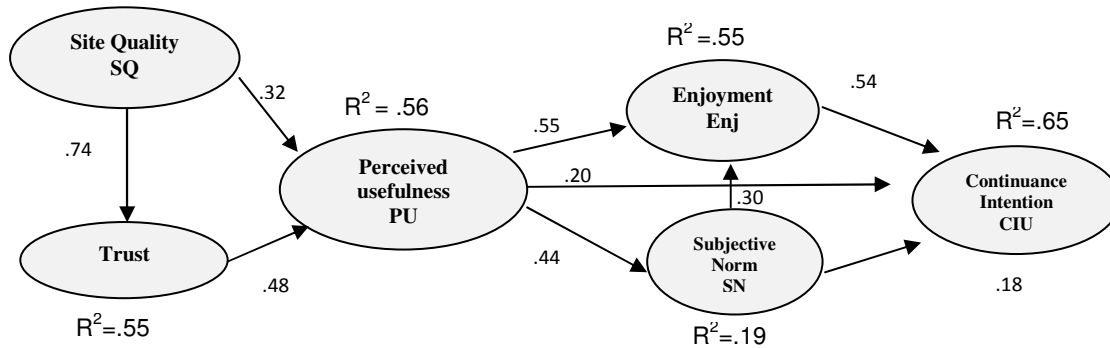 Site Quality
SQ
.32
.74
Trust
R²=.55
.48
R² = .56
Perceived
usefulness
PU
.55
.20
.44
R²=.55
Enjoyment
Enj
.30
Subjective
Norm
SN
R²=.19
.54
.18
R²=.65
Continuance
Intention
CIU